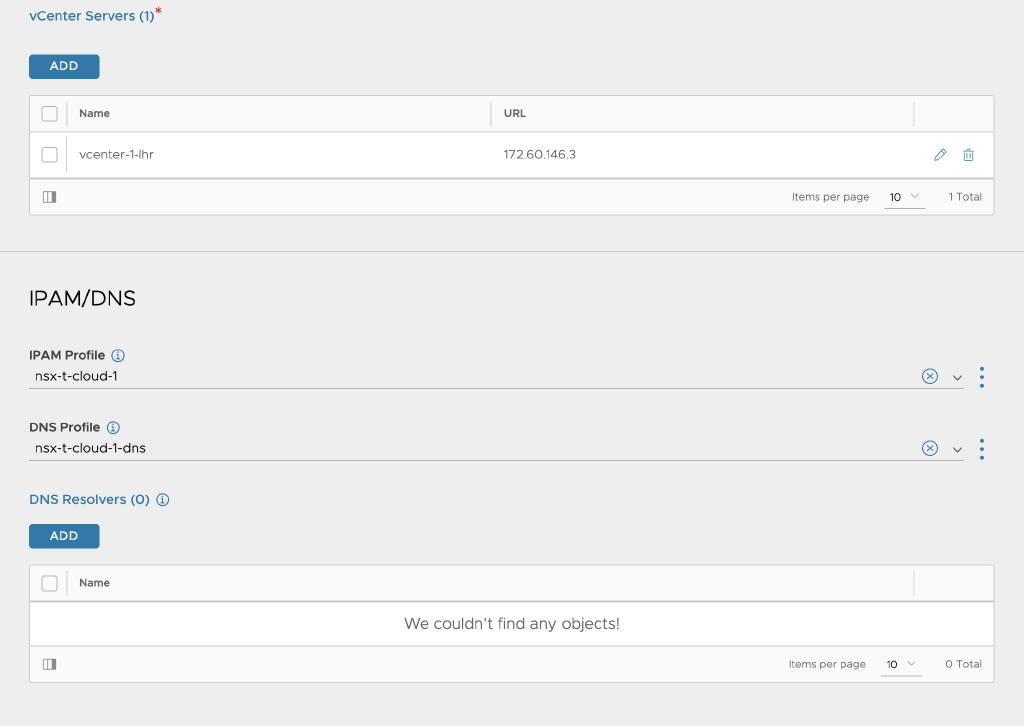 vCenter Servers (1)*
ADD
Name URL
vcenter-1-lhr 172.60.146.3
Items per page 10 1 Total
IPAM/DNS
IPAM Profile
nsx-t-cloud-1
DNS Profile
nsx-t-cloud-1-dns
DNS Resolvers (0)
ADD
Name
We couldn't find any objects!
Items per page 10 0 Total